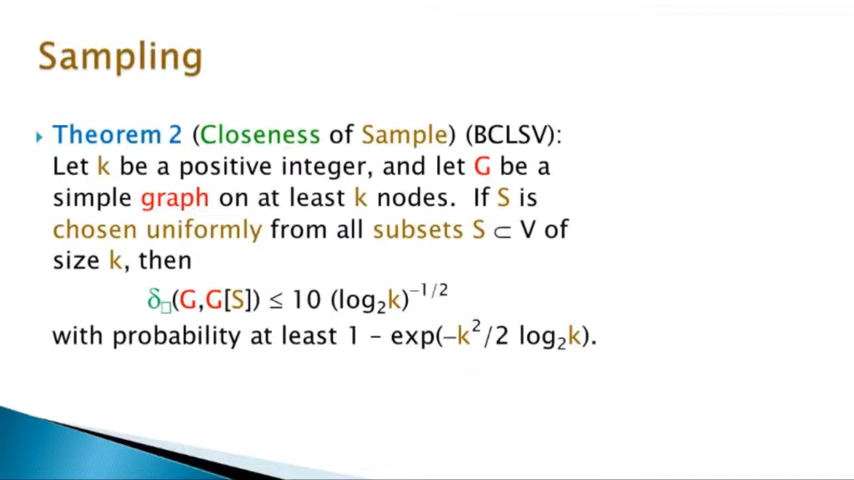 Sampling
Theorem 2 (Closeness of Sample) (BCLSV):
Let k be a positive integer, and let G be a
simple graph on at least k nodes. If S is
chosen uniformly from all subsets S ⊂ V of
size k, then
δ□(G,G[S]) ≤ 10 (log₂k)⁻¹/²
with probability at least 1 – exp(–k²/2 log₂k).